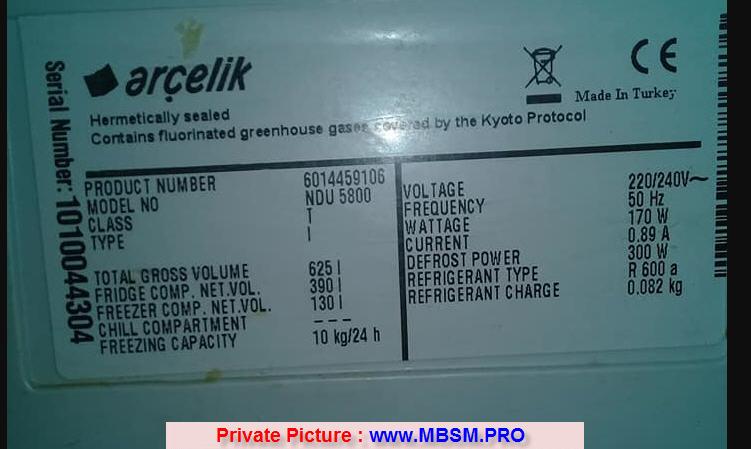 arçelik
CE
Made In Turkey
Hermetically sealed
Contains fluorinated greenhouse gases covered by the Kyoto Protocol
Serial Number: 1010044304
PRODUCT NUMBER 6014459106
MODEL NO NDU 5800
CLASS T
TYPE I
TOTAL GROSS VOLUME 625 l
FRIDGE COMP. NET.VOL. 390 l
FREEZER COMP. NET.VOL. 130 l
CHILL COMPARTMENT ---
FREEZING CAPACITY 10 kg/24 h
VOLTAGE 220/240V~
FREQUENCY 50 Hz
WATTAGE 170 W
CURRENT 0.89 A
DEFROST POWER 300 W
REFRIGERANT TYPE R 600 a
REFRIGERANT CHARGE 0.082 kg
Private Picture : www.MBSM.PRO